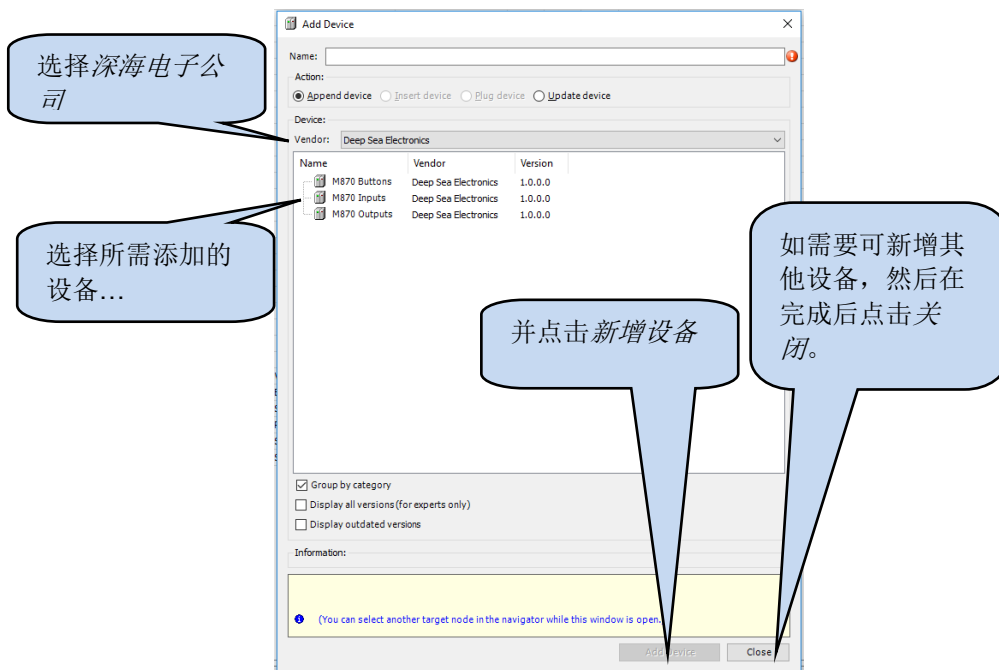 Add Device
Name:
Action:
Append device Insert device Plug device Update device
Device:
Vendor: Deep Sea Electronics
Name Vendor Version
M870 Buttons Deep Sea Electronics 1.0.0.0
M870 Inputs Deep Sea Electronics 1.0.0.0
M870 Outputs Deep Sea Electronics 1.0.0.0
选择深海电子公
司
选择所需添加的
设备...
并点击新增设备
如需要可新增其
他设备，然后在
完成后点击关
闭。
Group by category
Display all versions (for experts only)
Display outdated versions
Information:
(You can select another target node in the navigator while this window is open.
Add Device Close